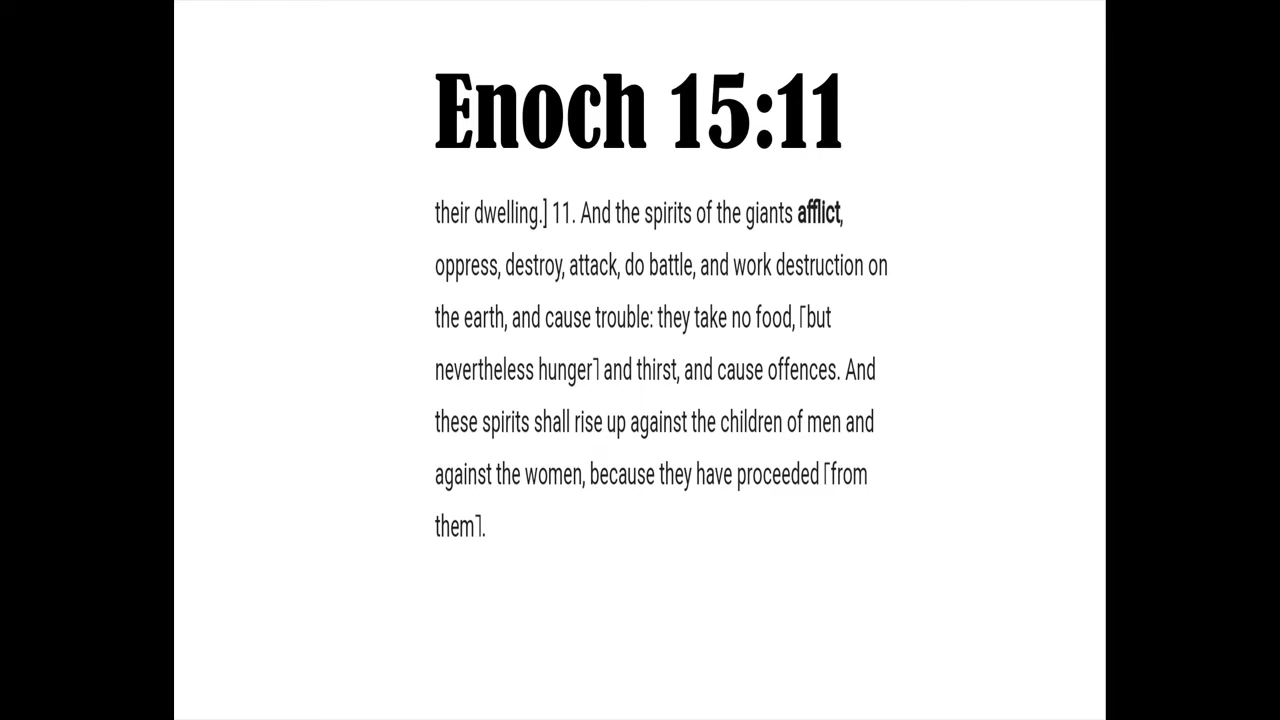 Enoch 15:11
their dwelling.] 11. And the spirits of the giants afflict,
oppress, destroy, attack, do battle, and work destruction on
the earth, and cause trouble: they take no food, ⌈but
nevertheless hunger⌉ and thirst, and cause offences. And
these spirits shall rise up against the children of men and
against the women, because they have proceeded ⌈from
them⌉.